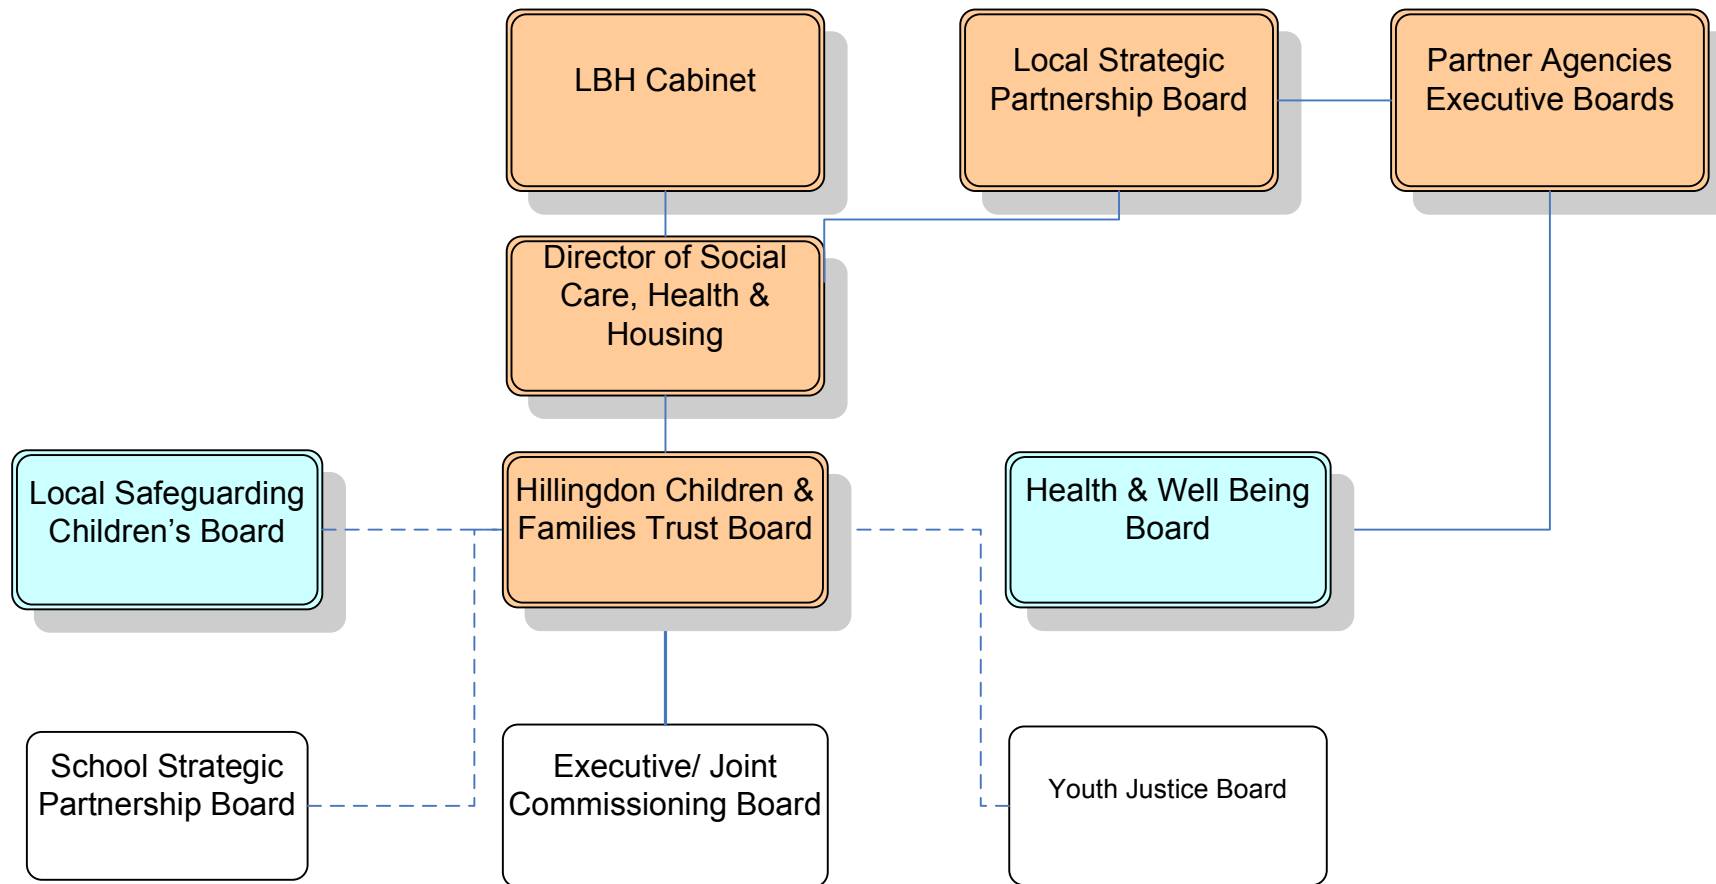 LBH Cabinet
Local Strategic
Partnership Board
Partner Agencies
Executive Boards
Director of Social
Care, Health &
Housing
Local Safeguarding
Children’s Board
Hillingdon Children &
Families Trust Board
Health & Well Being
Board
School Strategic
Partnership Board
Executive/ Joint
Commissioning Board
Youth Justice Board